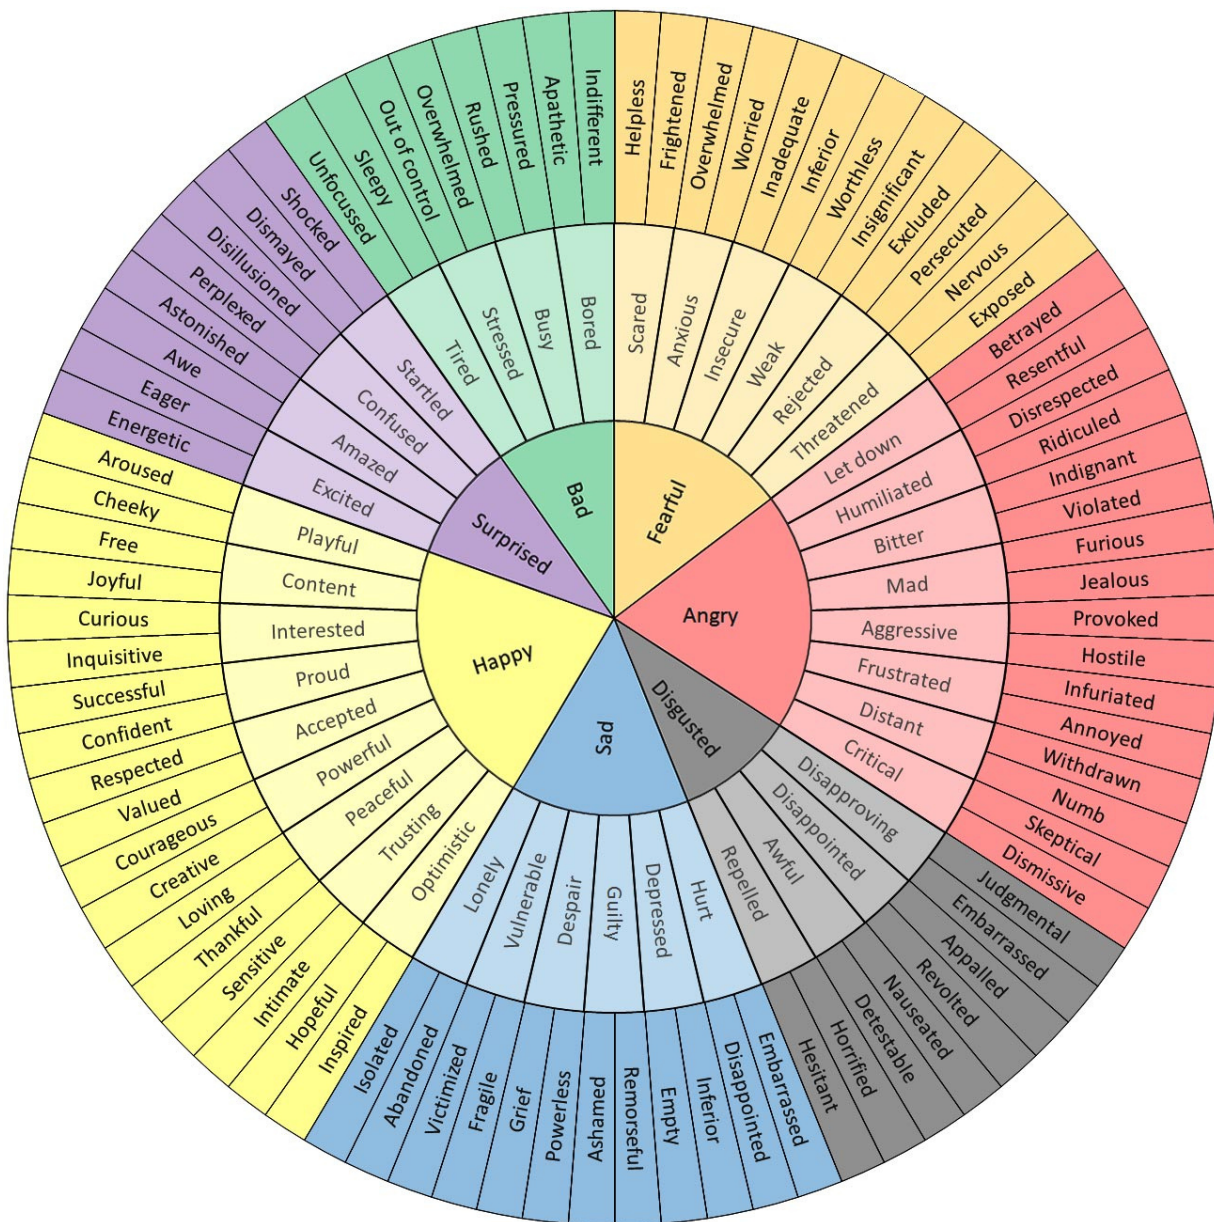 Fearful
Angry
Disgusted
Sad
Happy
Surprised
Bad
Scared
Anxious
Insecure
Weak
Rejected
Threatened
Let down
Humiliated
Bitter
Mad
Aggressive
Frustrated
Distant
Critical
Disapproving
Disappointed
Awful
Repelled
Hurt
Depressed
Guilty
Despair
Vulnerable
Lonely
Optimistic
Trusting
Peaceful
Powerful
Accepted
Proud
Interested
Content
Playful
Excited
Amazed
Confused
Startled
Tired
Stressed
Busy
Bored
Helpless
Frightened
Overwhelmed
Worried
Inadequate
Inferior
Worthless
Insignificant
Excluded
Persecuted
Nervous
Exposed
Betrayed
Resentful
Disrespected
Ridiculed
Indignant
Violated
Furious
Jealous
Provoked
Hostile
Infuriated
Annoyed
Withdrawn
Numb
Skeptical
Dismissive
Judgmental
Embarrassed
Appalled
Revolted
Nauseated
Detestable
Horrified
Hesitant
Embarrassed
Disappointed
Inferior
Empty
Remorseful
Ashamed
Powerless
Grief
Fragile
Victimized
Abandoned
Isolated
Inspired
Hopeful
Intimate
Sensitive
Thankful
Loving
Creative
Courageous
Valued
Respected
Confident
Successful
Inquisitive
Curious
Joyful
Free
Cheeky
Aroused
Energetic
Eager
Awe
Astonished
Perplexed
Disillusioned
Dismayed
Shocked
Unfocussed
Sleepy
Out of control
Overwhelmed
Rushed
Pressured
Apathetic
Indifferent